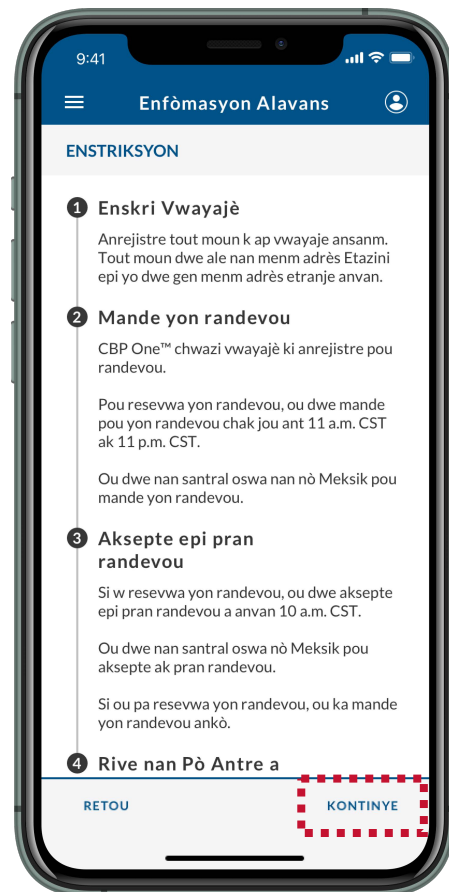 9:41
Enfòmasyon Alavans
ENSTRIKSYON
1 Enskri Vwayajè
Anrejistre tout moun k ap vwayaje ansanm.
Tout moun dwe ale nan menm adrès Etazini
epi yo dwe gen menm adrès etranje anvan.
2 Mande yon randevou
CBP One™ chwazi vwayajè ki anrejistre pou
randevou.
Pou resevwa yon randevou, ou dwe mande
pou yon randevou chak jou ant 11 a.m. CST
ak 11 p.m. CST.
Ou dwe nan santral oswa nan nò Meksik pou
mande yon randevou.
3 Aksepte epi pran
randevou
Si w resevwa yon randevou, ou dwe aksepte
epi pran randevou a anvan 10 a.m. CST.
Ou dwe nan santral oswa nò Meksik pou
aksepte ak pran randevou.
Si ou pa resevwa yon randevou, ou ka mande
yon randevou ankò.
4 Rive nan Pò Antre a
RETOU KONTINYE